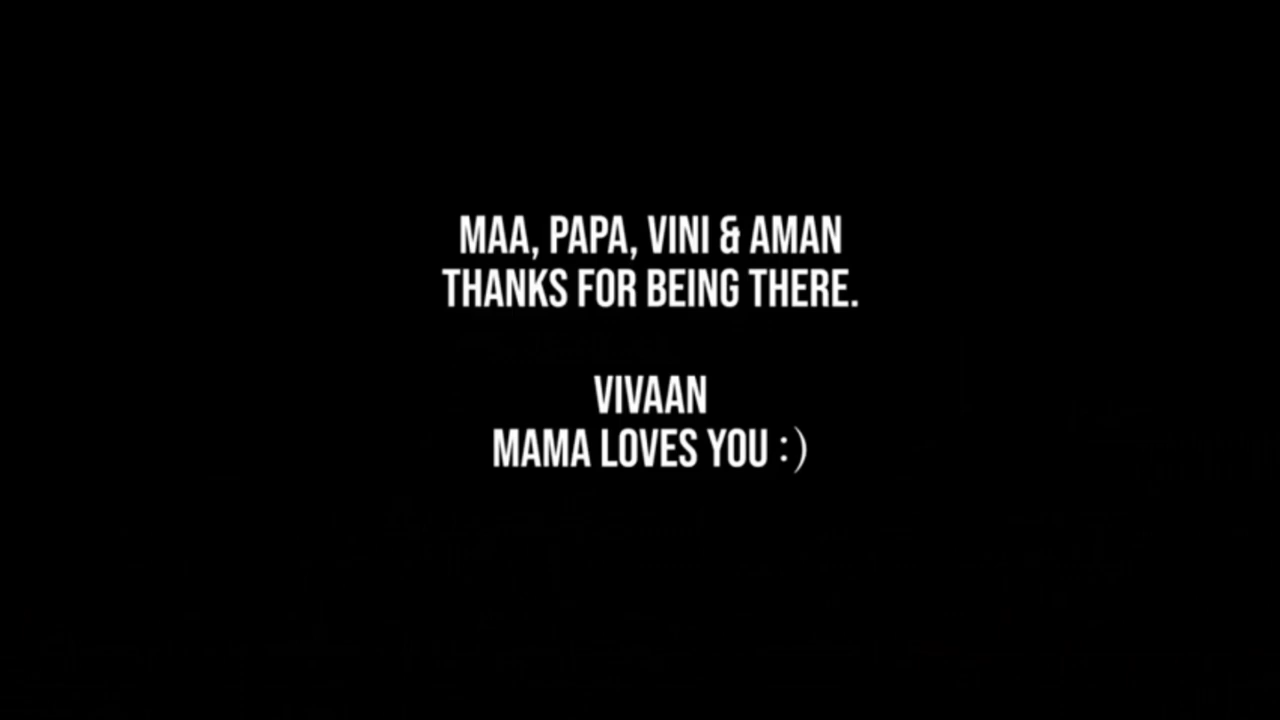 MAA, PAPA, VINI & AMAN
THANKS FOR BEING THERE.
VIVAAN
MAMA LOVES YOU :)